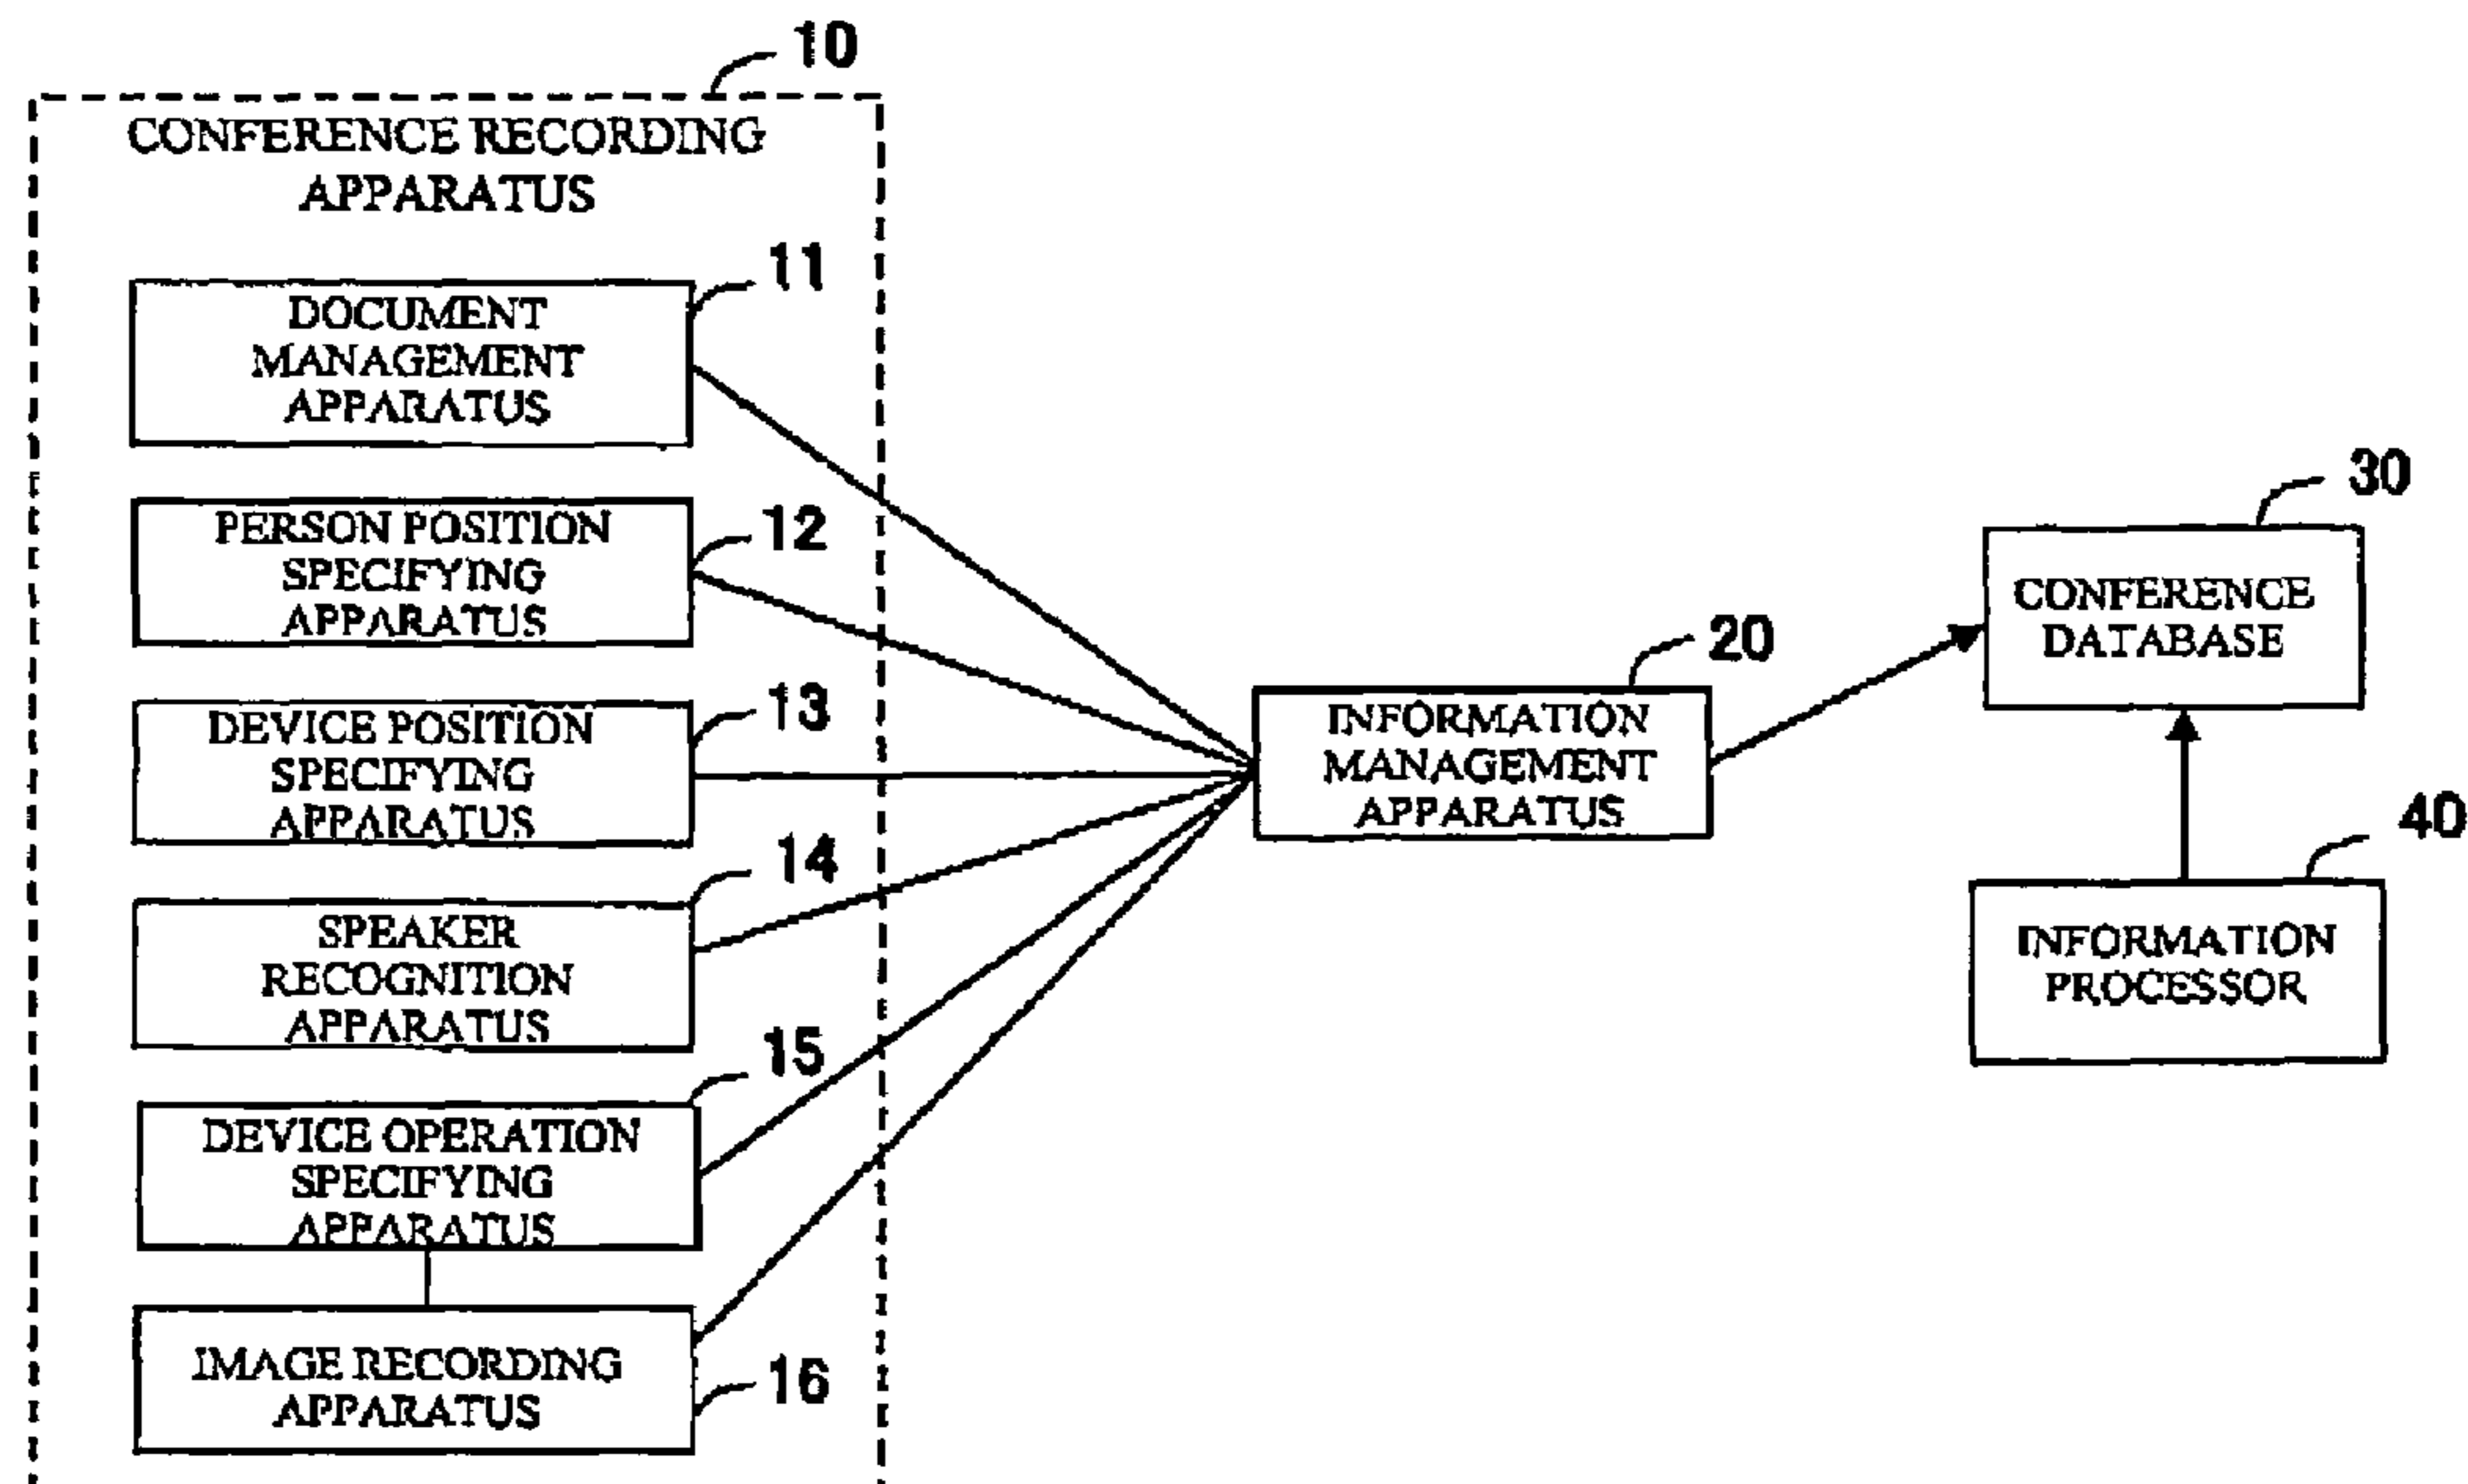 10
CONFERENCE RECORDING
APPARATUS
11
DOCUMENT
MANAGEMENT
APPARATUS
12
PERSON POSITION
SPECIFYING
APPARATUS
13
DEVICE POSITION
SPECIFYING
APPARATUS
14
SPEAKER
RECOGNITION
APPARATUS
15
DEVICE OPERATION
SPECIFYING
APPARATUS
IMAGE RECORDING
APPARATUS
16
20
INFORMATION
MANAGEMENT
APPARATUS
30
CONFERENCE
DATABASE
40
INFORMATION
PROCESSOR